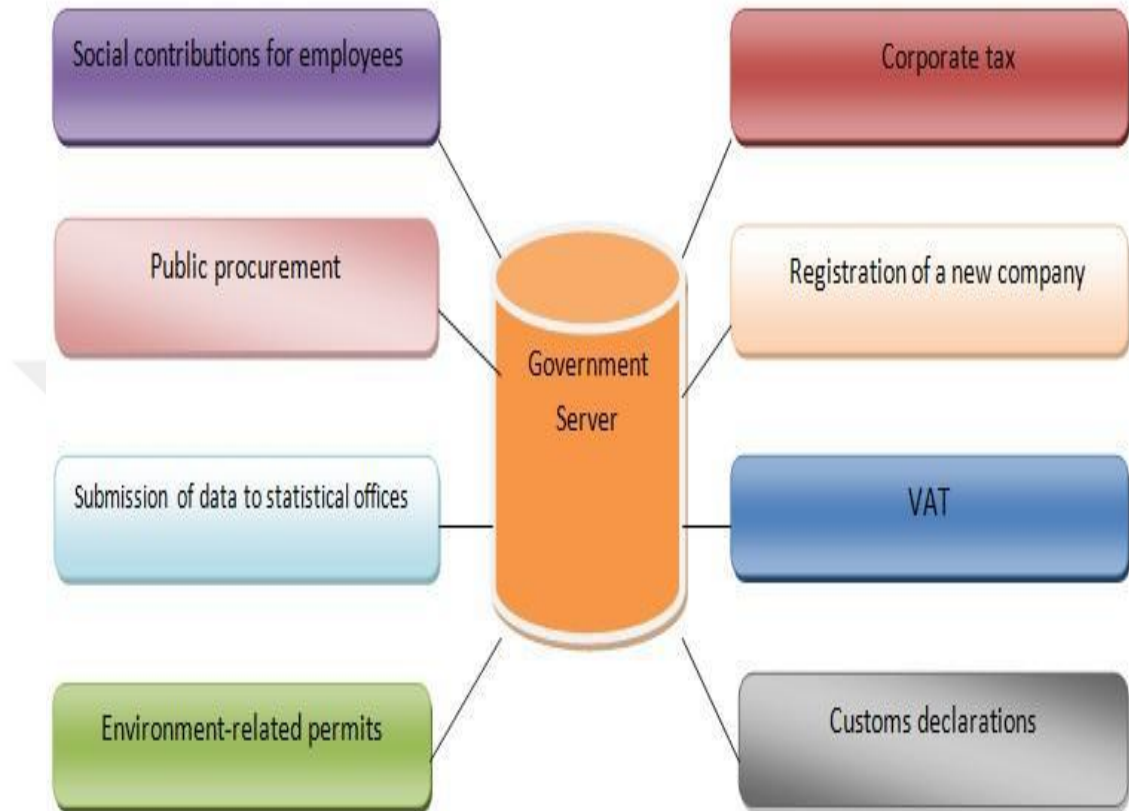 Social contributions for employees
Corporate tax
Public procurement
Registration of a new company
Government
Server
Submission of data to statistical offices
VAT
Environment-related permits
Customs declarations